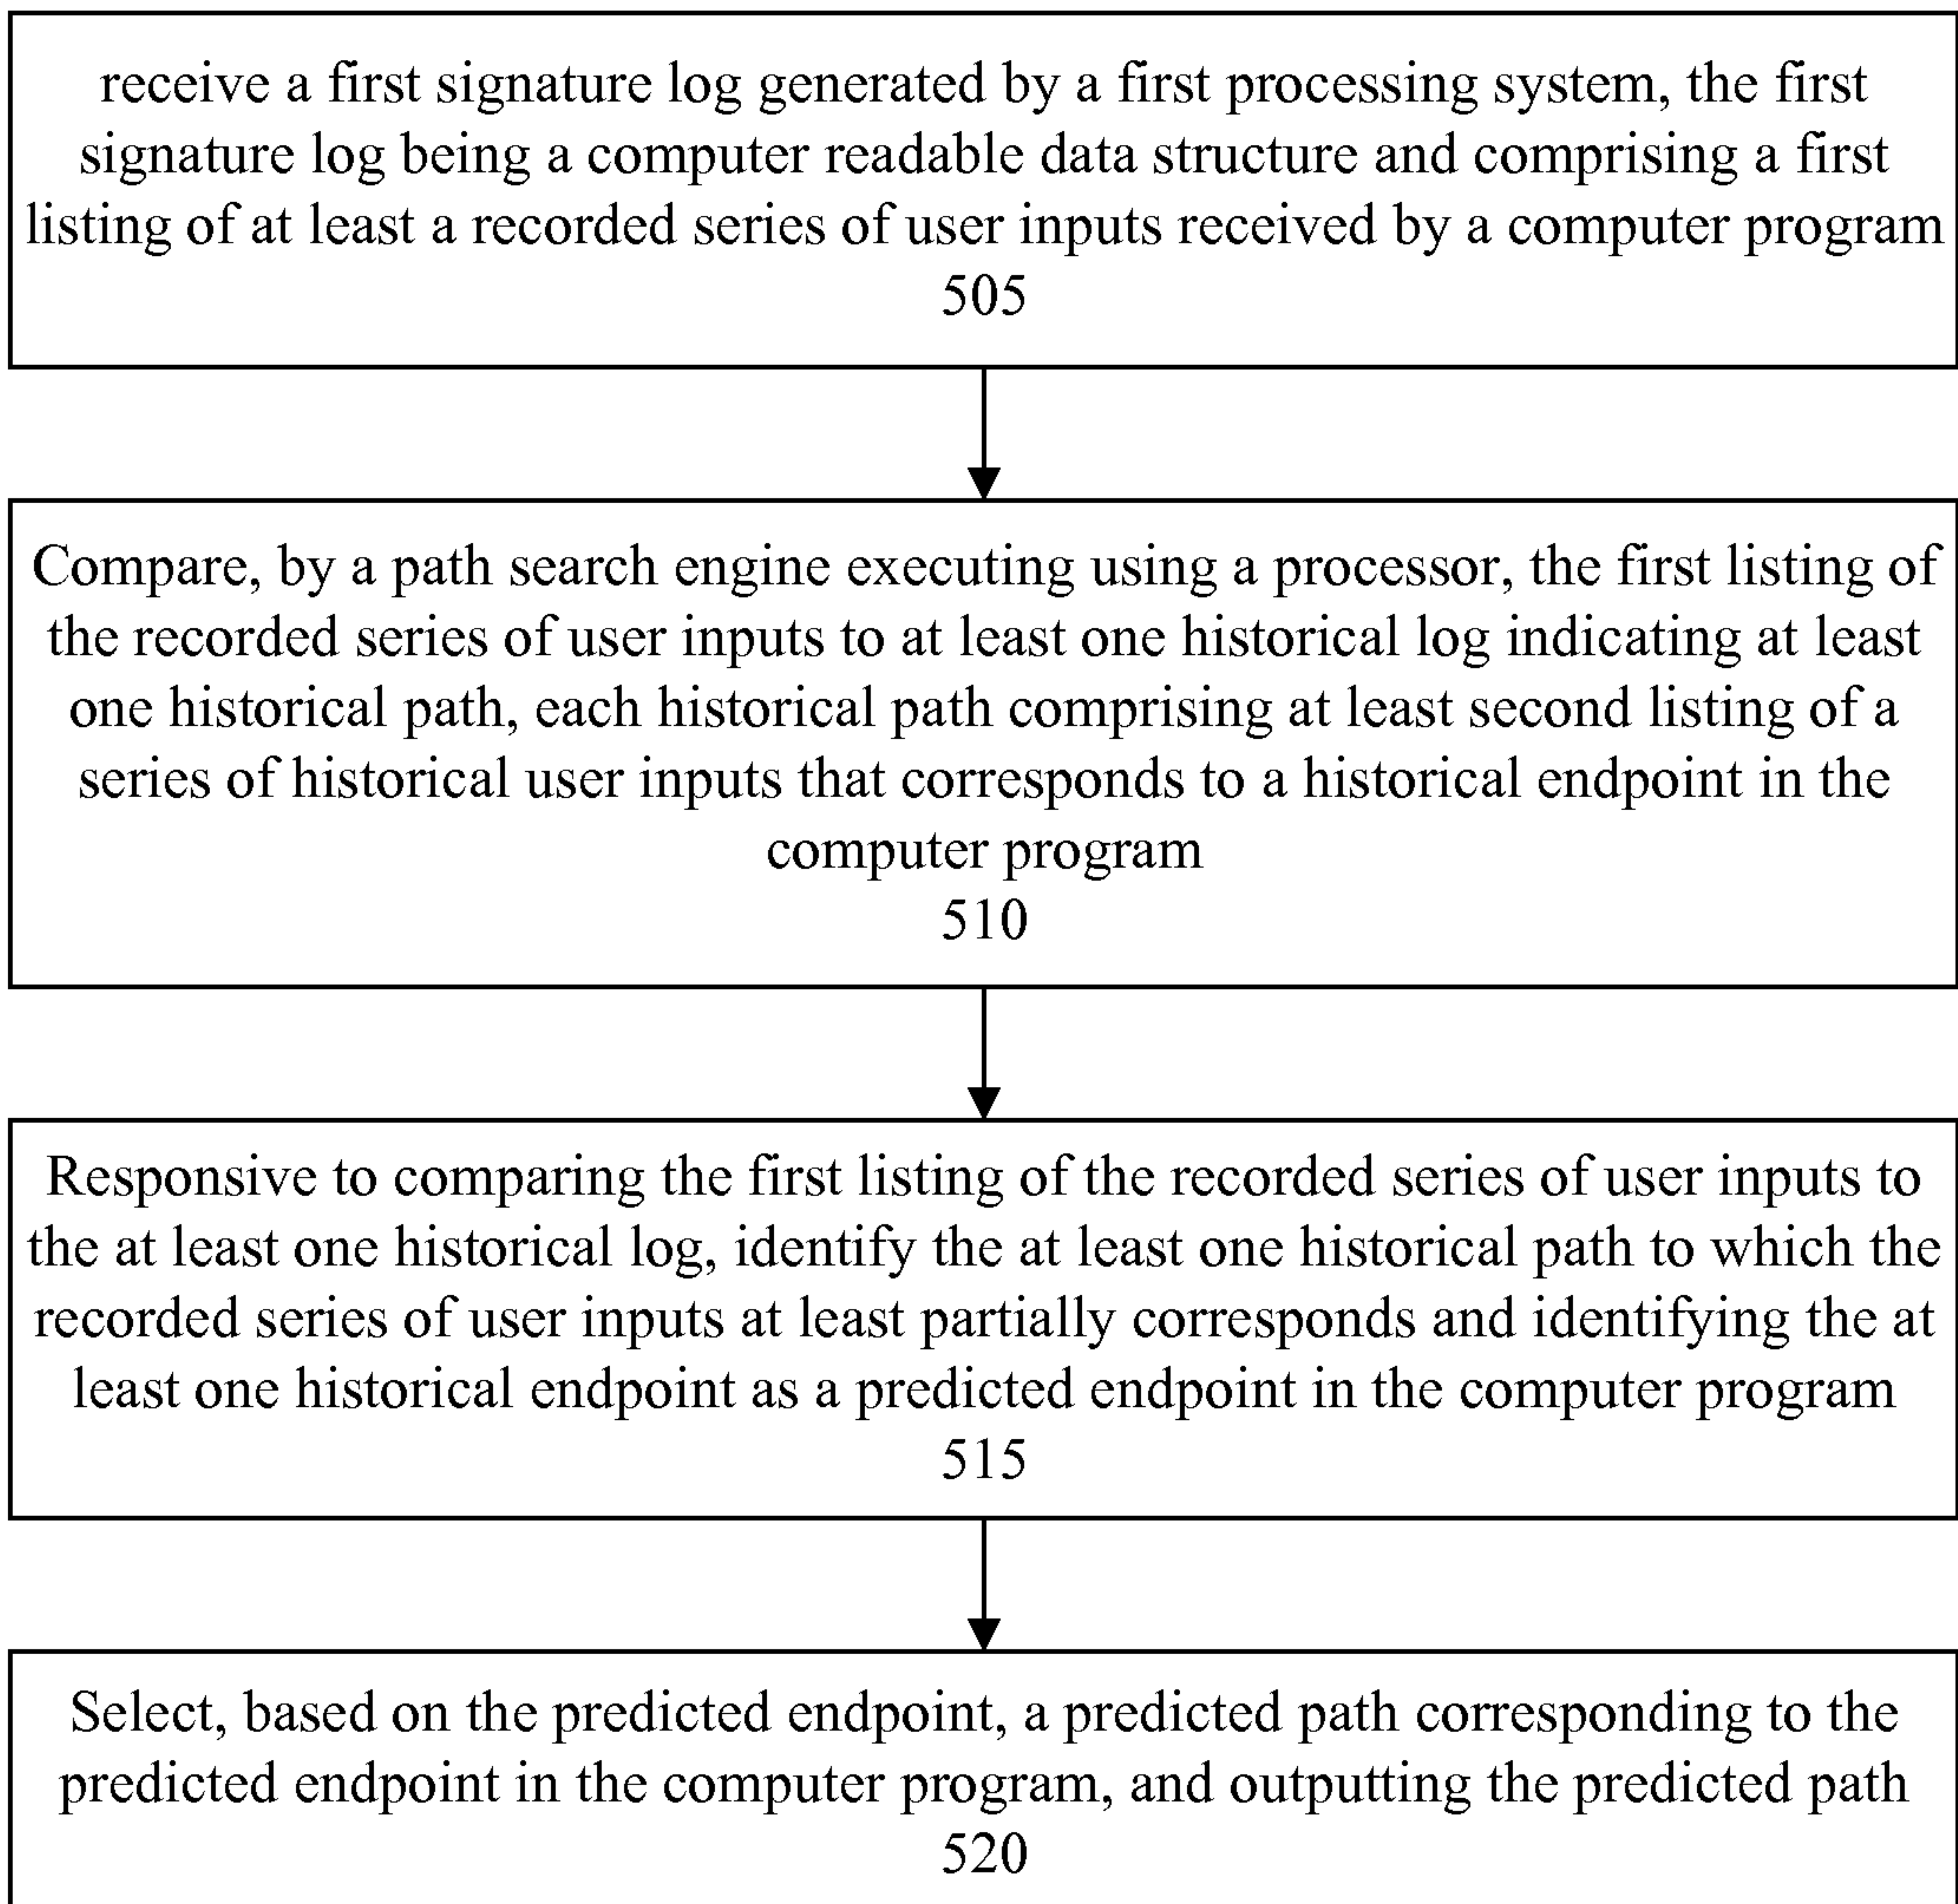 receive a first signature log generated by a first processing system, the first
signature log being a computer readable data structure and comprising a first
listing of at least a recorded series of user inputs received by a computer program
505
Compare, by a path search engine executing using a processor, the first listing of
the recorded series of user inputs to at least one historical log indicating at least
one historical path, each historical path comprising at least second listing of a
series of historical user inputs that corresponds to a historical endpoint in the
computer program
510
Responsive to comparing the first listing of the recorded series of user inputs to
the at least one historical log, identify the at least one historical path to which the
recorded series of user inputs at least partially corresponds and identifying the at
least one historical endpoint as a predicted endpoint in the computer program
515
Select, based on the predicted endpoint, a predicted path corresponding to the
predicted endpoint in the computer program, and outputting the predicted path
520